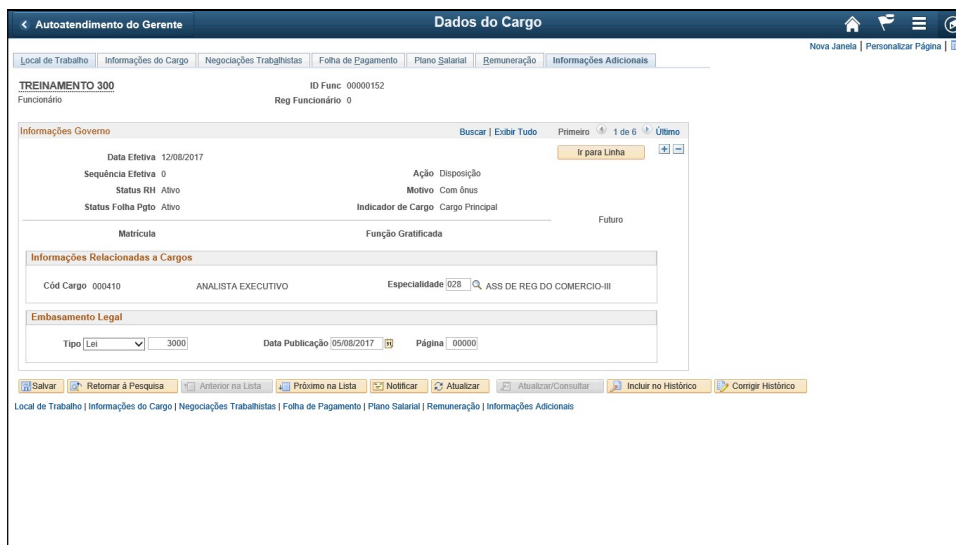 Autoatendimento do Gerente Dados do Cargo
Nova Janela | Personalizar Página |
Local de Trabalho Informações do Cargo Negociações Trabalhistas Folha de Pagamento Plano Salarial Remuneração Informações Adicionais
TREINAMENTO 300 ID Func 00000152
Funcionário Reg Funcionário 0
Informações Governo Buscar | Exibir Tudo Primeiro 1 de 6 Último
Ir para Linha
Data Efetiva 12/08/2017
Sequência Efetiva 0 Ação Disposição
Status RH Ativo Motivo Com ônus
Status Folha Pgto Ativo Indicador de Cargo Cargo Principal
Futuro
Matrícula Função Gratificada
Informações Relacionadas a Cargos
Cód Cargo 000410 ANALISTA EXECUTIVO Especialidade 028 ASS DE REG DO COMERCIO-III
Embasamento Legal
Tipo Lei 3000 Data Publicação 05/08/2017 Página 00000
Salvar Retornar à Pesquisa Anterior na Lista Próximo na Lista Notificar Atualizar Atualizar/Consultar Incluir no Histórico Corrigir Histórico
Local de Trabalho | Informações do Cargo | Negociações Trabalhistas | Folha de Pagamento | Plano Salarial | Remuneração | Informações Adicionais